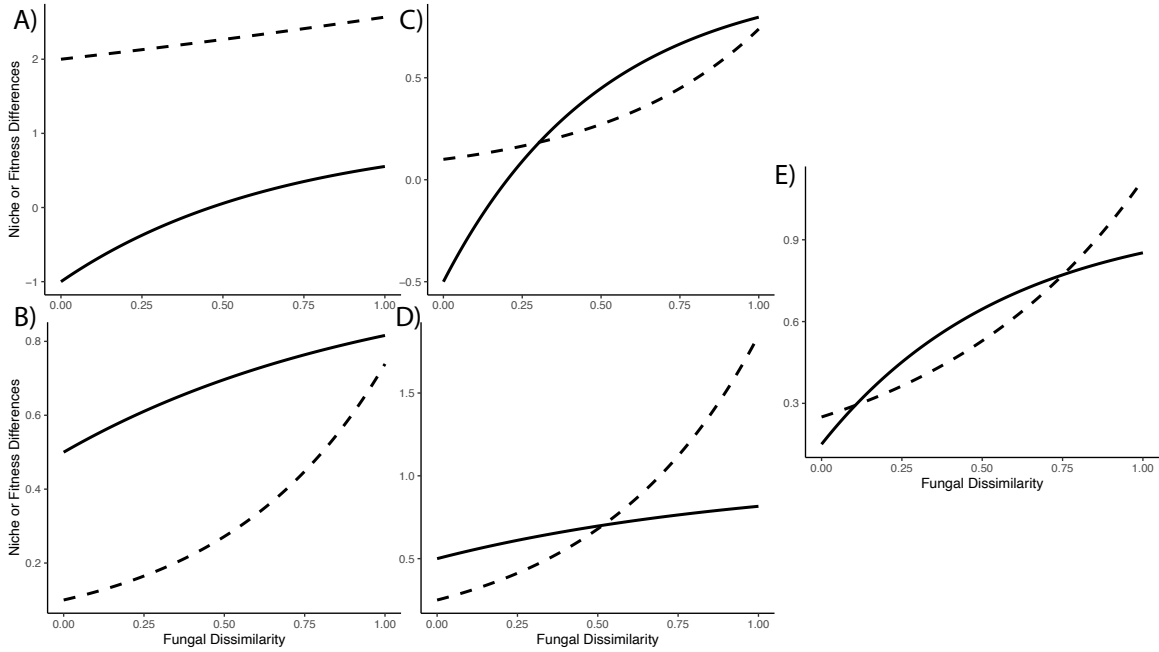 A)
Niche or Fitness Differences
2
1
0
−1
0.00 0.25 0.50 0.75 1.00
B)
Niche or Fitness Differences
0.8
0.6
0.4
0.2
0.00 0.25 0.50 0.75 1.00
Fungal Dissimilarity
C)
0.5
0.0
−0.5
0.00 0.25 0.50 0.75 1.00
D)
1.5
1.0
0.5
0.00 0.25 0.50 0.75 1.00
Fungal Dissimilarity
E)
0.9
0.6
0.3
0.00 0.25 0.50 0.75 1.00
Fungal Dissimilarity